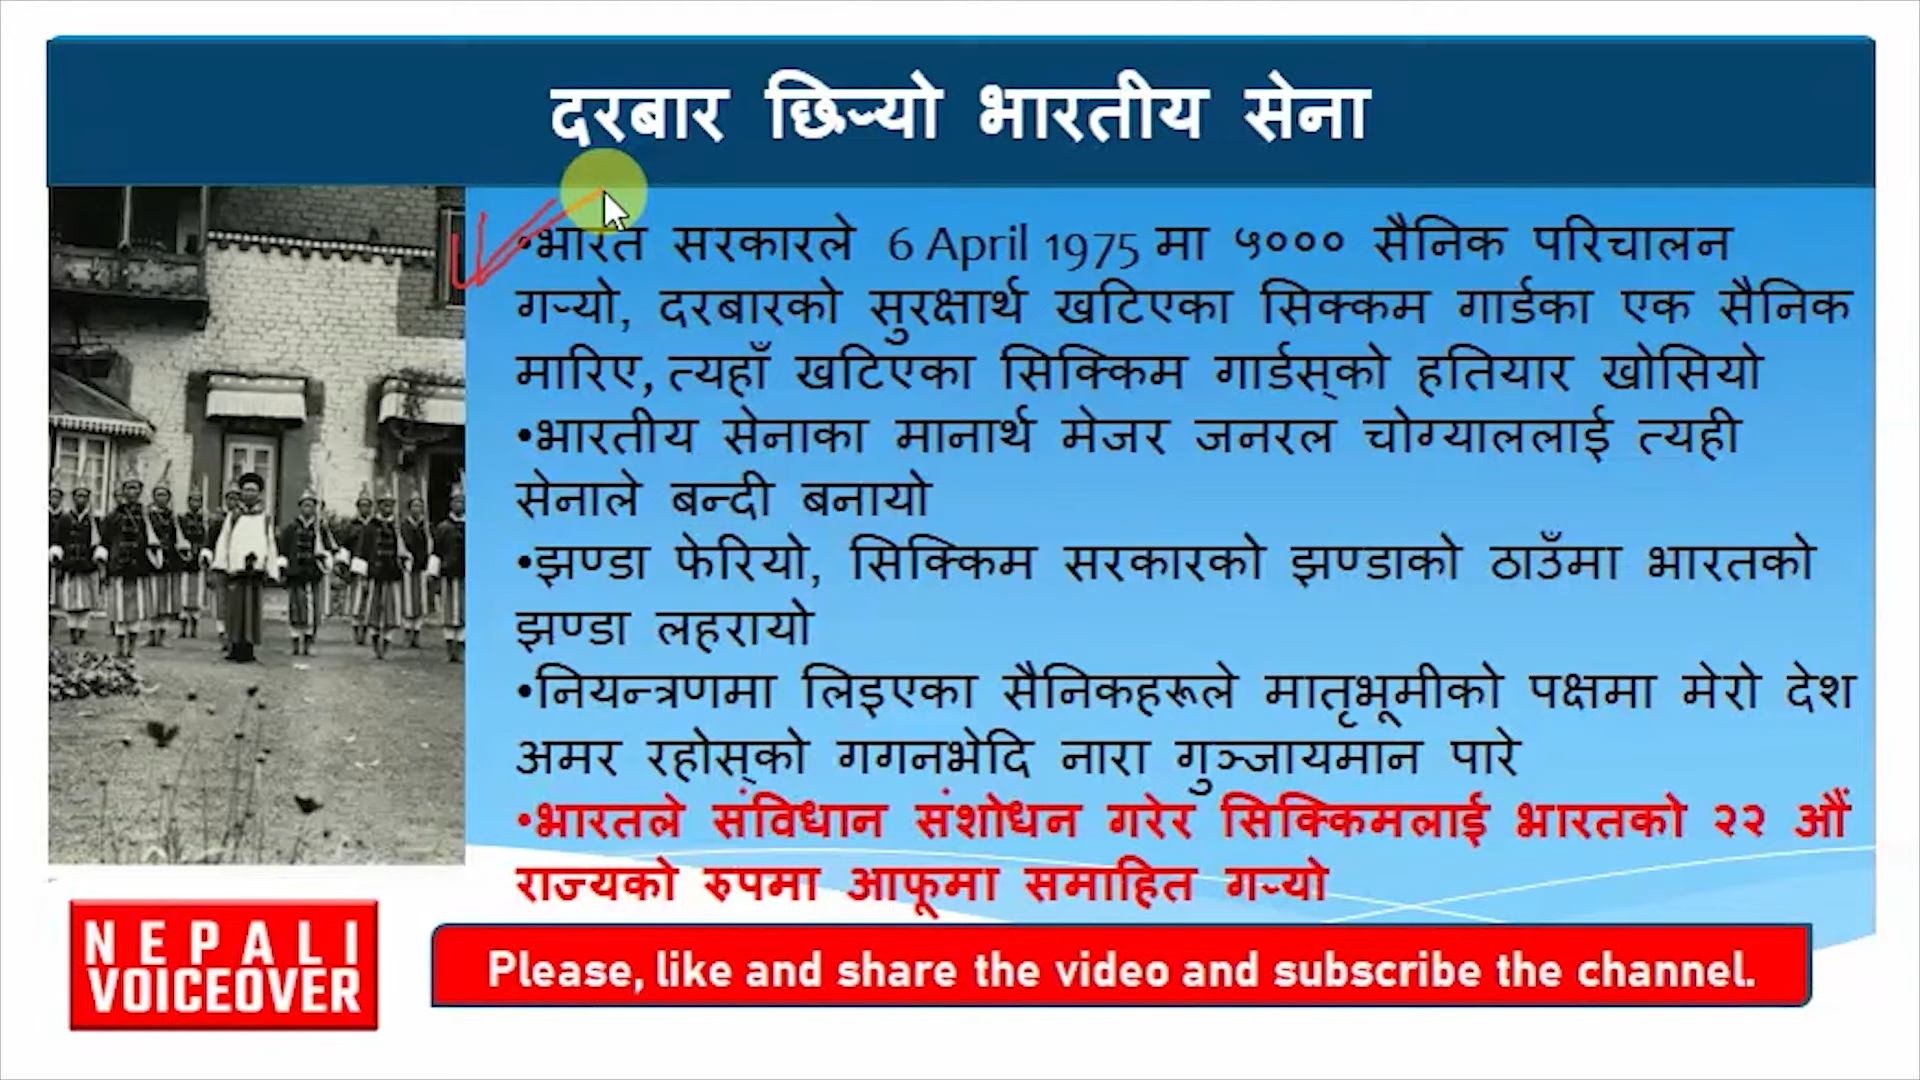 दरबार छिर्‍यो भारतीय सेना
•भारत सरकारले 6 April 1975 मा ५००० सैनिक परिचालन
गर्‍यो, दरबारको सुरक्षार्थ खटिएका सिक्कम गार्डका एक सैनिक
मारिए, त्यहाँ खटिएका सिक्किम गार्डस्को हतियार खोसियो
•भारतीय सेनाका मानार्थ मेजर जनरल चोग्याललाई त्यही
सेनाले बन्दी बनायो
•झण्डा फेरियो, सिक्किम सरकारको झण्डाको ठाउँमा भारतको
झण्डा लहरायो
•नियन्त्रणमा लिइएका सैनिकहरूले मातृभूमीको पक्षमा मेरो देश
अमर रहोस्को गगनभेदि नारा गुञ्जायमान पारे
•भारतले संविधान संशोधन गरेर सिक्किमलाई भारतको २२ औं
राज्यको रुपमा आफूमा समाहित गर्‍यो
NEPALI
VOICEOVER
Please, like and share the video and subscribe the channel.